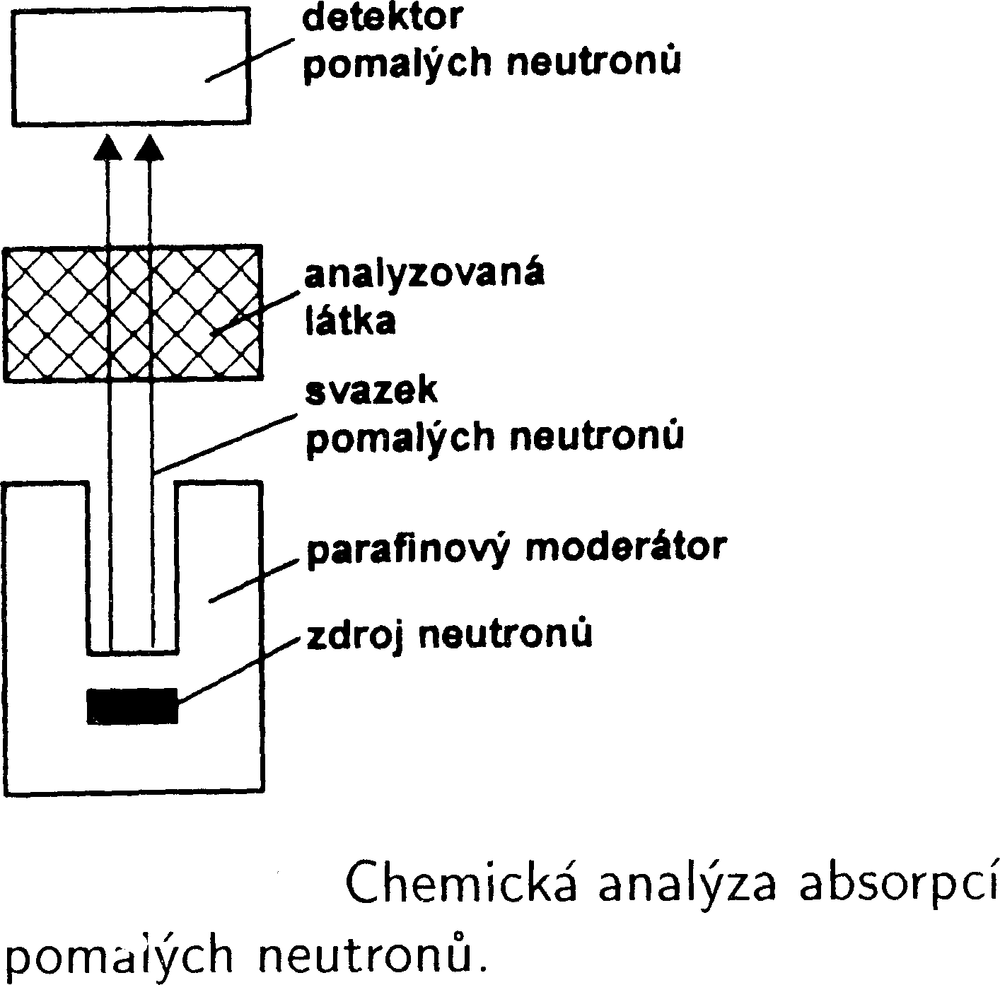 detektor
pomalých neutronů
analyzovaná
látka
svazek
pomalých neutronů
parafinový moderátor
zdroj neutronů
Chemická analýza absorpcí
pomalých neutronů.